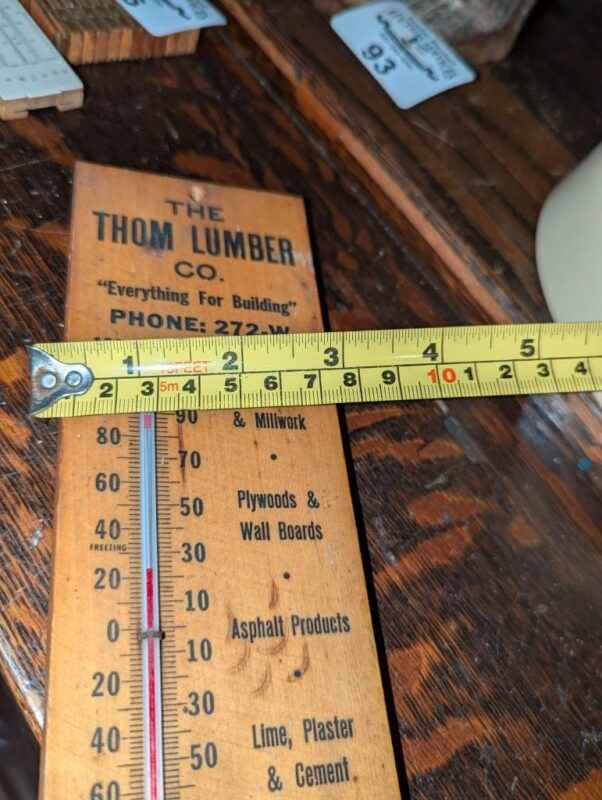 93
THE
THOM LUMBER
CO.
"Everything For Building"
PHONE: 272-W
1 16FEET 2 3 4 5
2 3 5m 4 5 6 7 8 9 10 1 2 3 4
90
80
& Millwork
70
60
Plywoods &
50
Wall Boards
40
FREEZING
30
20
10
Asphalt Products
0
10
20
30
Lime, Plaster
40
50
& Cement
60